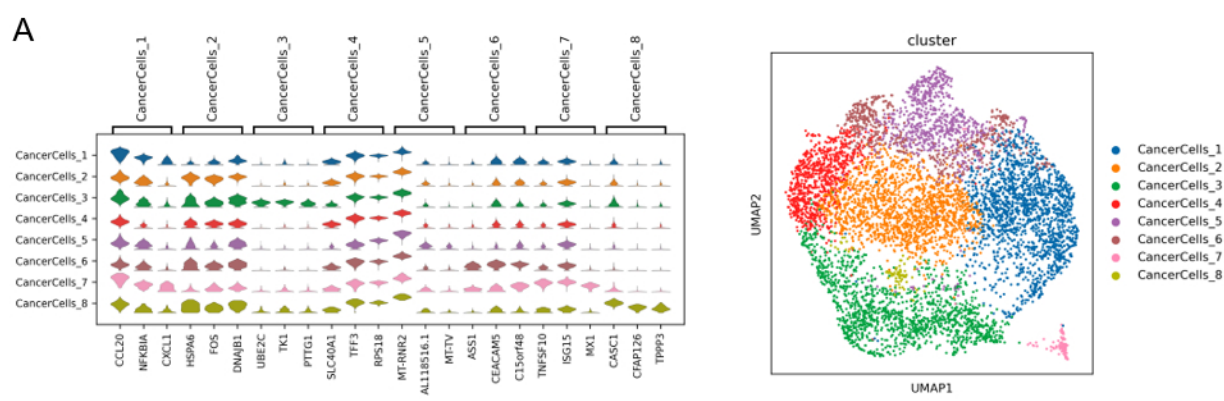 A
CancerCells_1
CancerCells_2
CancerCells_3
CancerCells_4
CancerCells_5
CancerCells_6
CancerCells_7
CancerCells_8
CancerCells_1
CancerCells_2
CancerCells_3
CancerCells_4
CancerCells_5
CancerCells_6
CancerCells_7
CancerCells_8
CCL20
NFKBIA
CXCL1
HSPA6
FOS
DNAJB1
UBE2C
TK1
PTTG1
SLC40A1
TFF3
RPS18
MT-RNR2
AL118516.1
MT-TV
ASS1
CEACAM5
C15orf48
TNFSF10
ISG15
MX1
CASC1
CFAP126
TPPP3
cluster
UMAP2
UMAP1
CancerCells_1
CancerCells_2
CancerCells_3
CancerCells_4
CancerCells_5
CancerCells_6
CancerCells_7
CancerCells_8